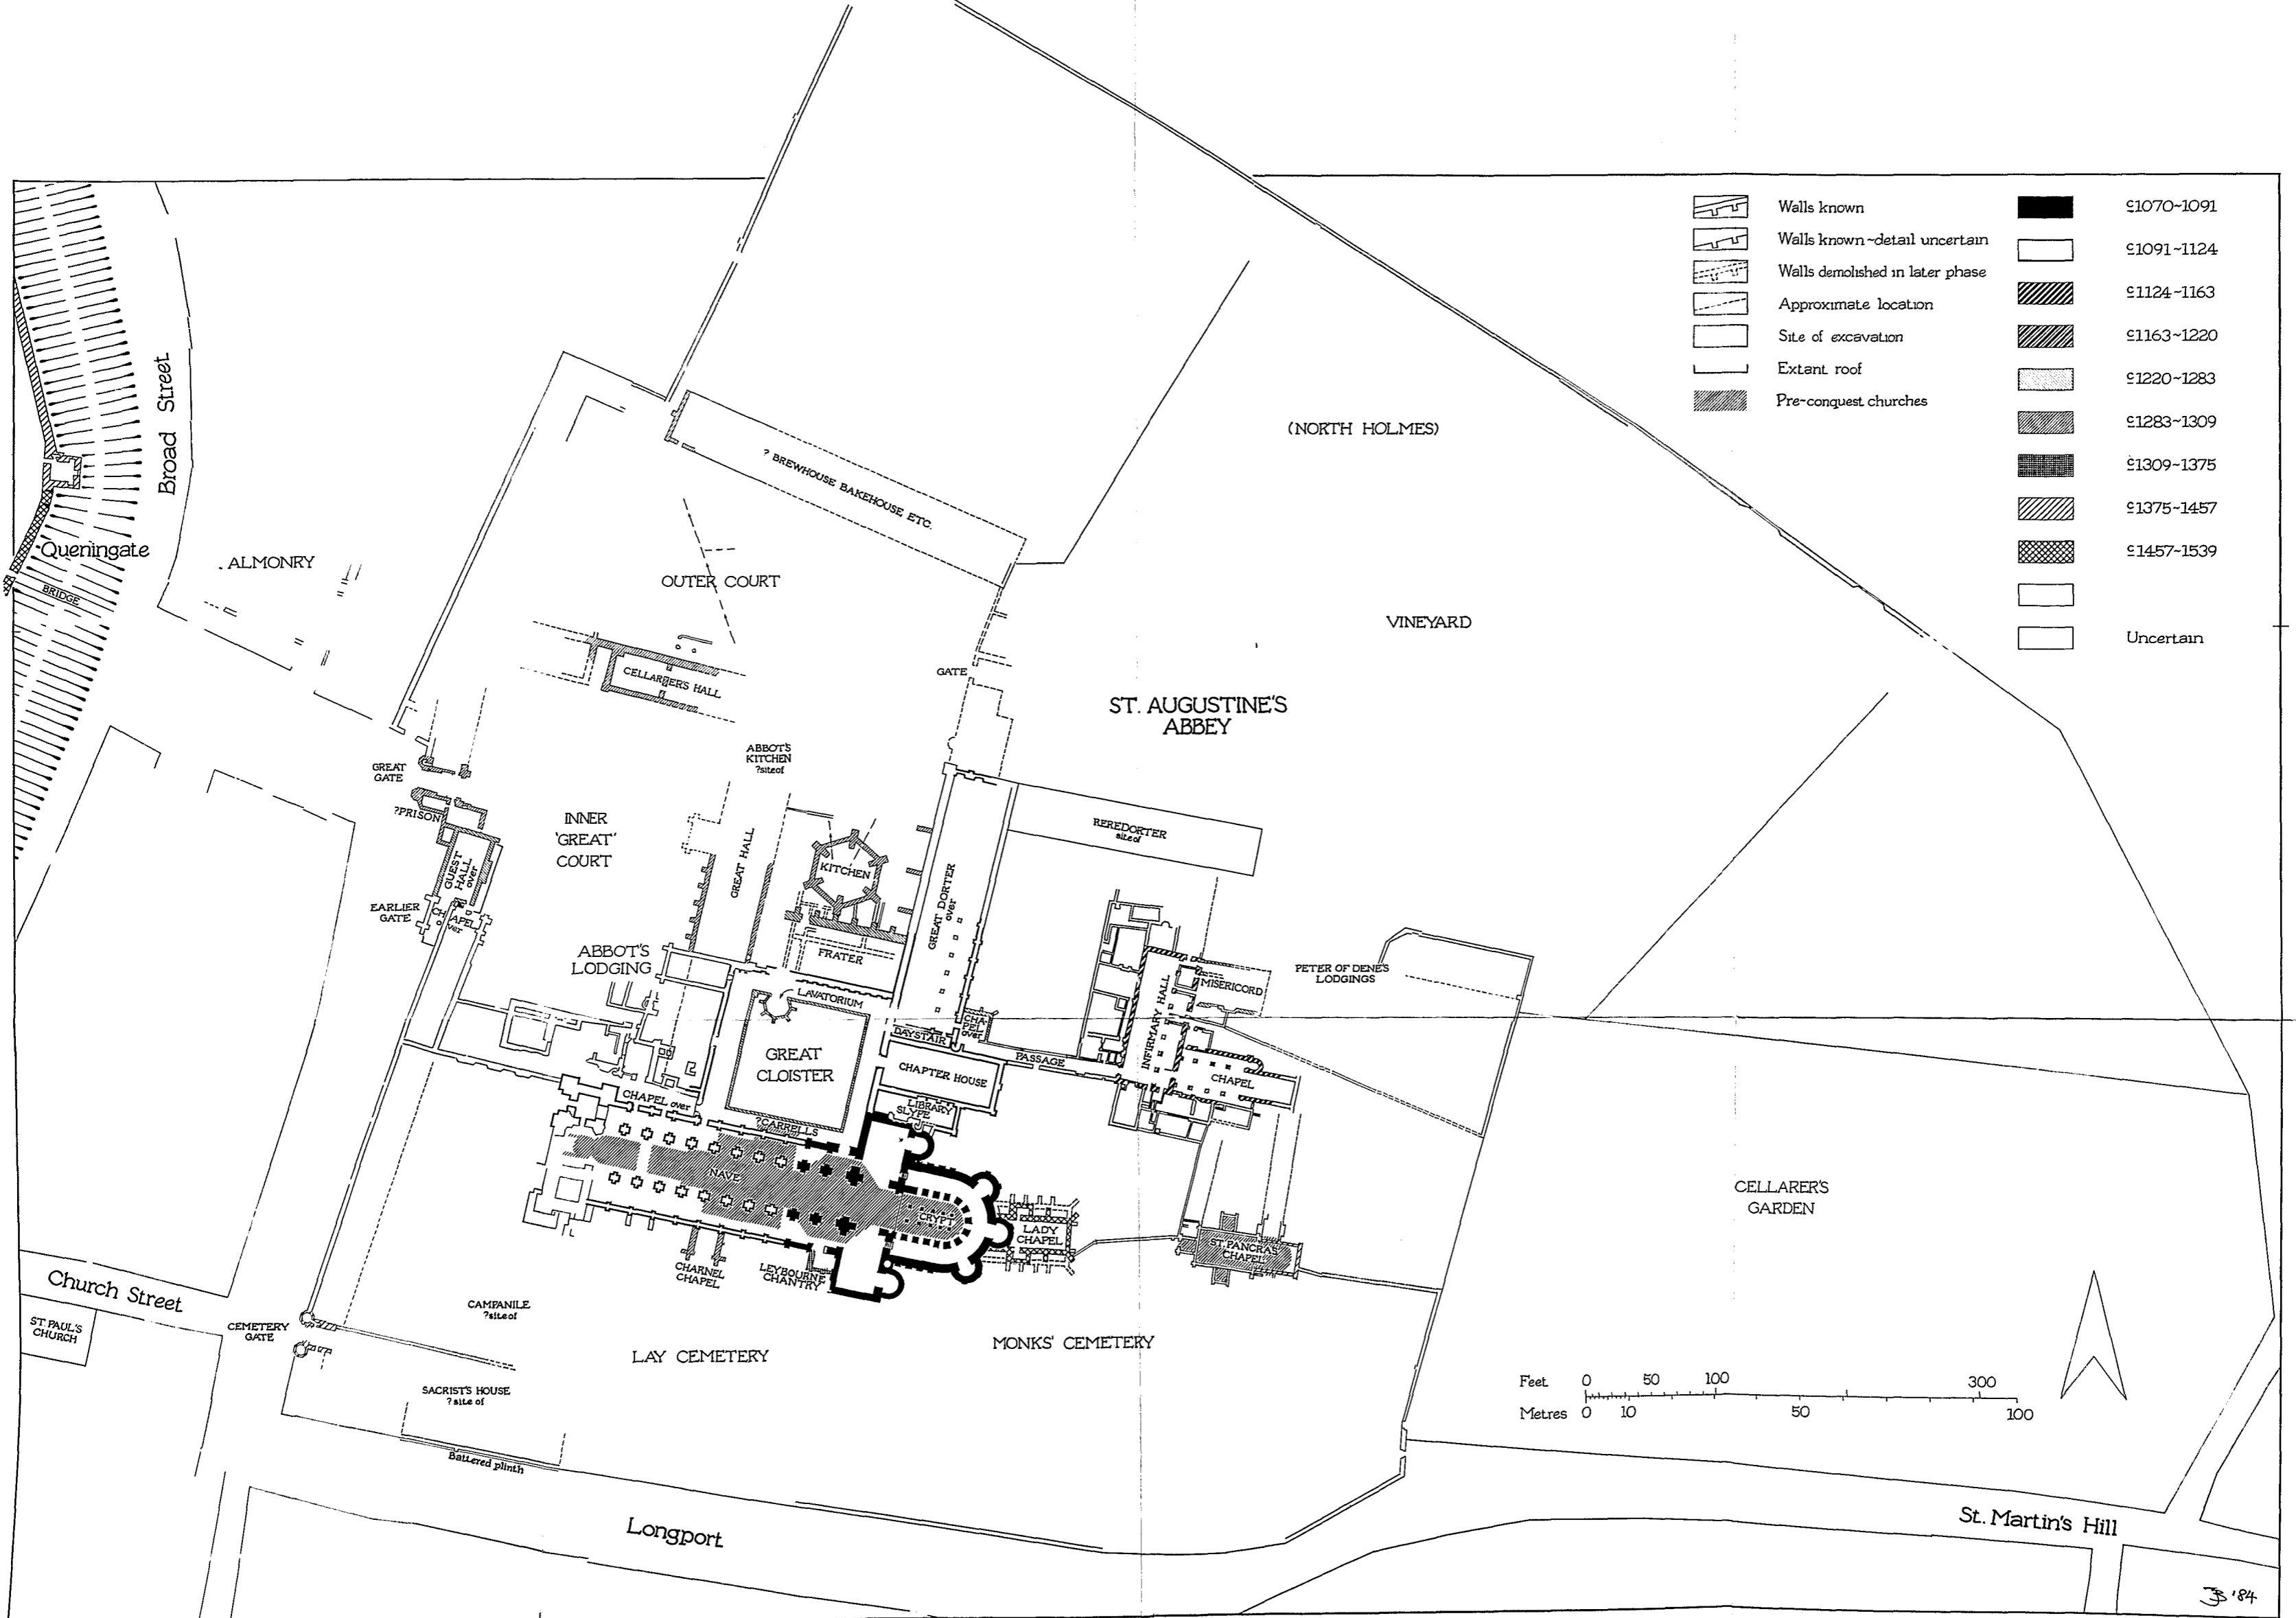 Walls known
Walls known~detail uncertain
Walls demolished in later phase
Approximate location
Site of excavation
Extant roof
Pre-conquest churches
c1070~1091
c1091~1124
c1124~1163
c1163~1220
c1220~1283
c1283~1309
c1309~1375
c1375~1457
c1457~1539
Uncertain
Broad Street
Queningate
BRIDGE
ALMONRY
(NORTH HOLMES)
? BREWHOUSE BAKEHOUSE ETC.
OUTER COURT
VINEYARD
CELLARER'S HALL
GATE
ST. AUGUSTINE'S
ABBEY
ABBOT'S
KITCHEN
?site of
GREAT
GATE
?PRISON
INNER
'GREAT'
COURT
GUEST
HALL
over
EARLIER
GATE
CHAPEL
over
GREAT HALL
KITCHEN
FRATER
GREAT DORTER
over
REREDORTER
site of
ABBOT'S
LODGING
LAVATORIUM
GREAT
CLOISTER
DAYSTAIR
CHA-
PEL
over
PASSAGE
CHAPTER HOUSE
LIBRARY
SLYPE
INFIRMARY HALL
MISERICORD
CHAPEL
PETER OF DENE'S
LODGINGS
CHAPEL over
?CARRELLS
NAVE
CRYPT
LADY
CHAPEL
ST. PANCRAS
CHAPEL
CELLARER'S
GARDEN
CHARNEL
CHAPEL
LEYBOURNE
CHANTRY
Church Street
ST. PAUL'S
CHURCH
CEMETERY
GATE
CAMPANILE
?site of
LAY CEMETERY
MONKS' CEMETERY
SACRIST'S HOUSE
? site of
Battered plinth
Longport
St. Martin's Hill
Feet 0 50 100 300
Metres 0 10 50 100
'84